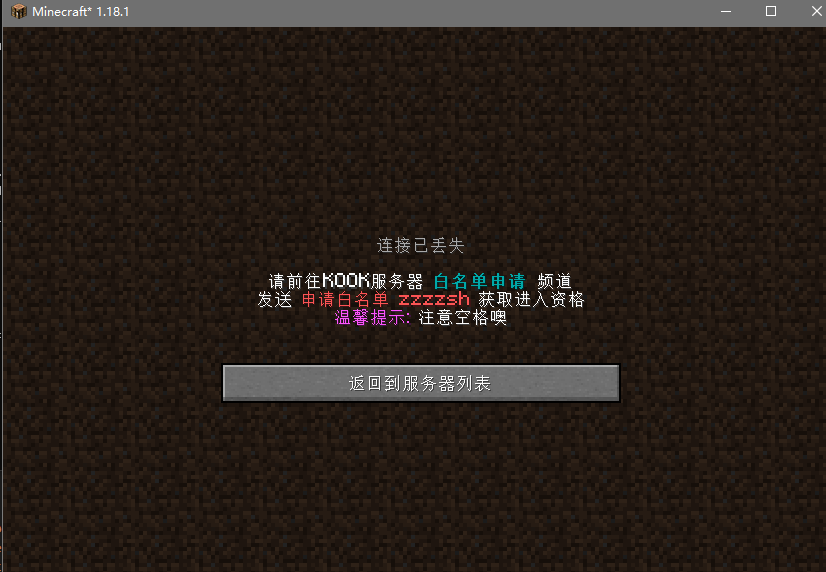 Minecraft* 1.18.1
连接已丢失
请前往KOOK服务器 白名单申请 频道
发送 申请白名单 zzzzsh 获取进入资格
温馨提示: 注意空格噢
返回到服务器列表